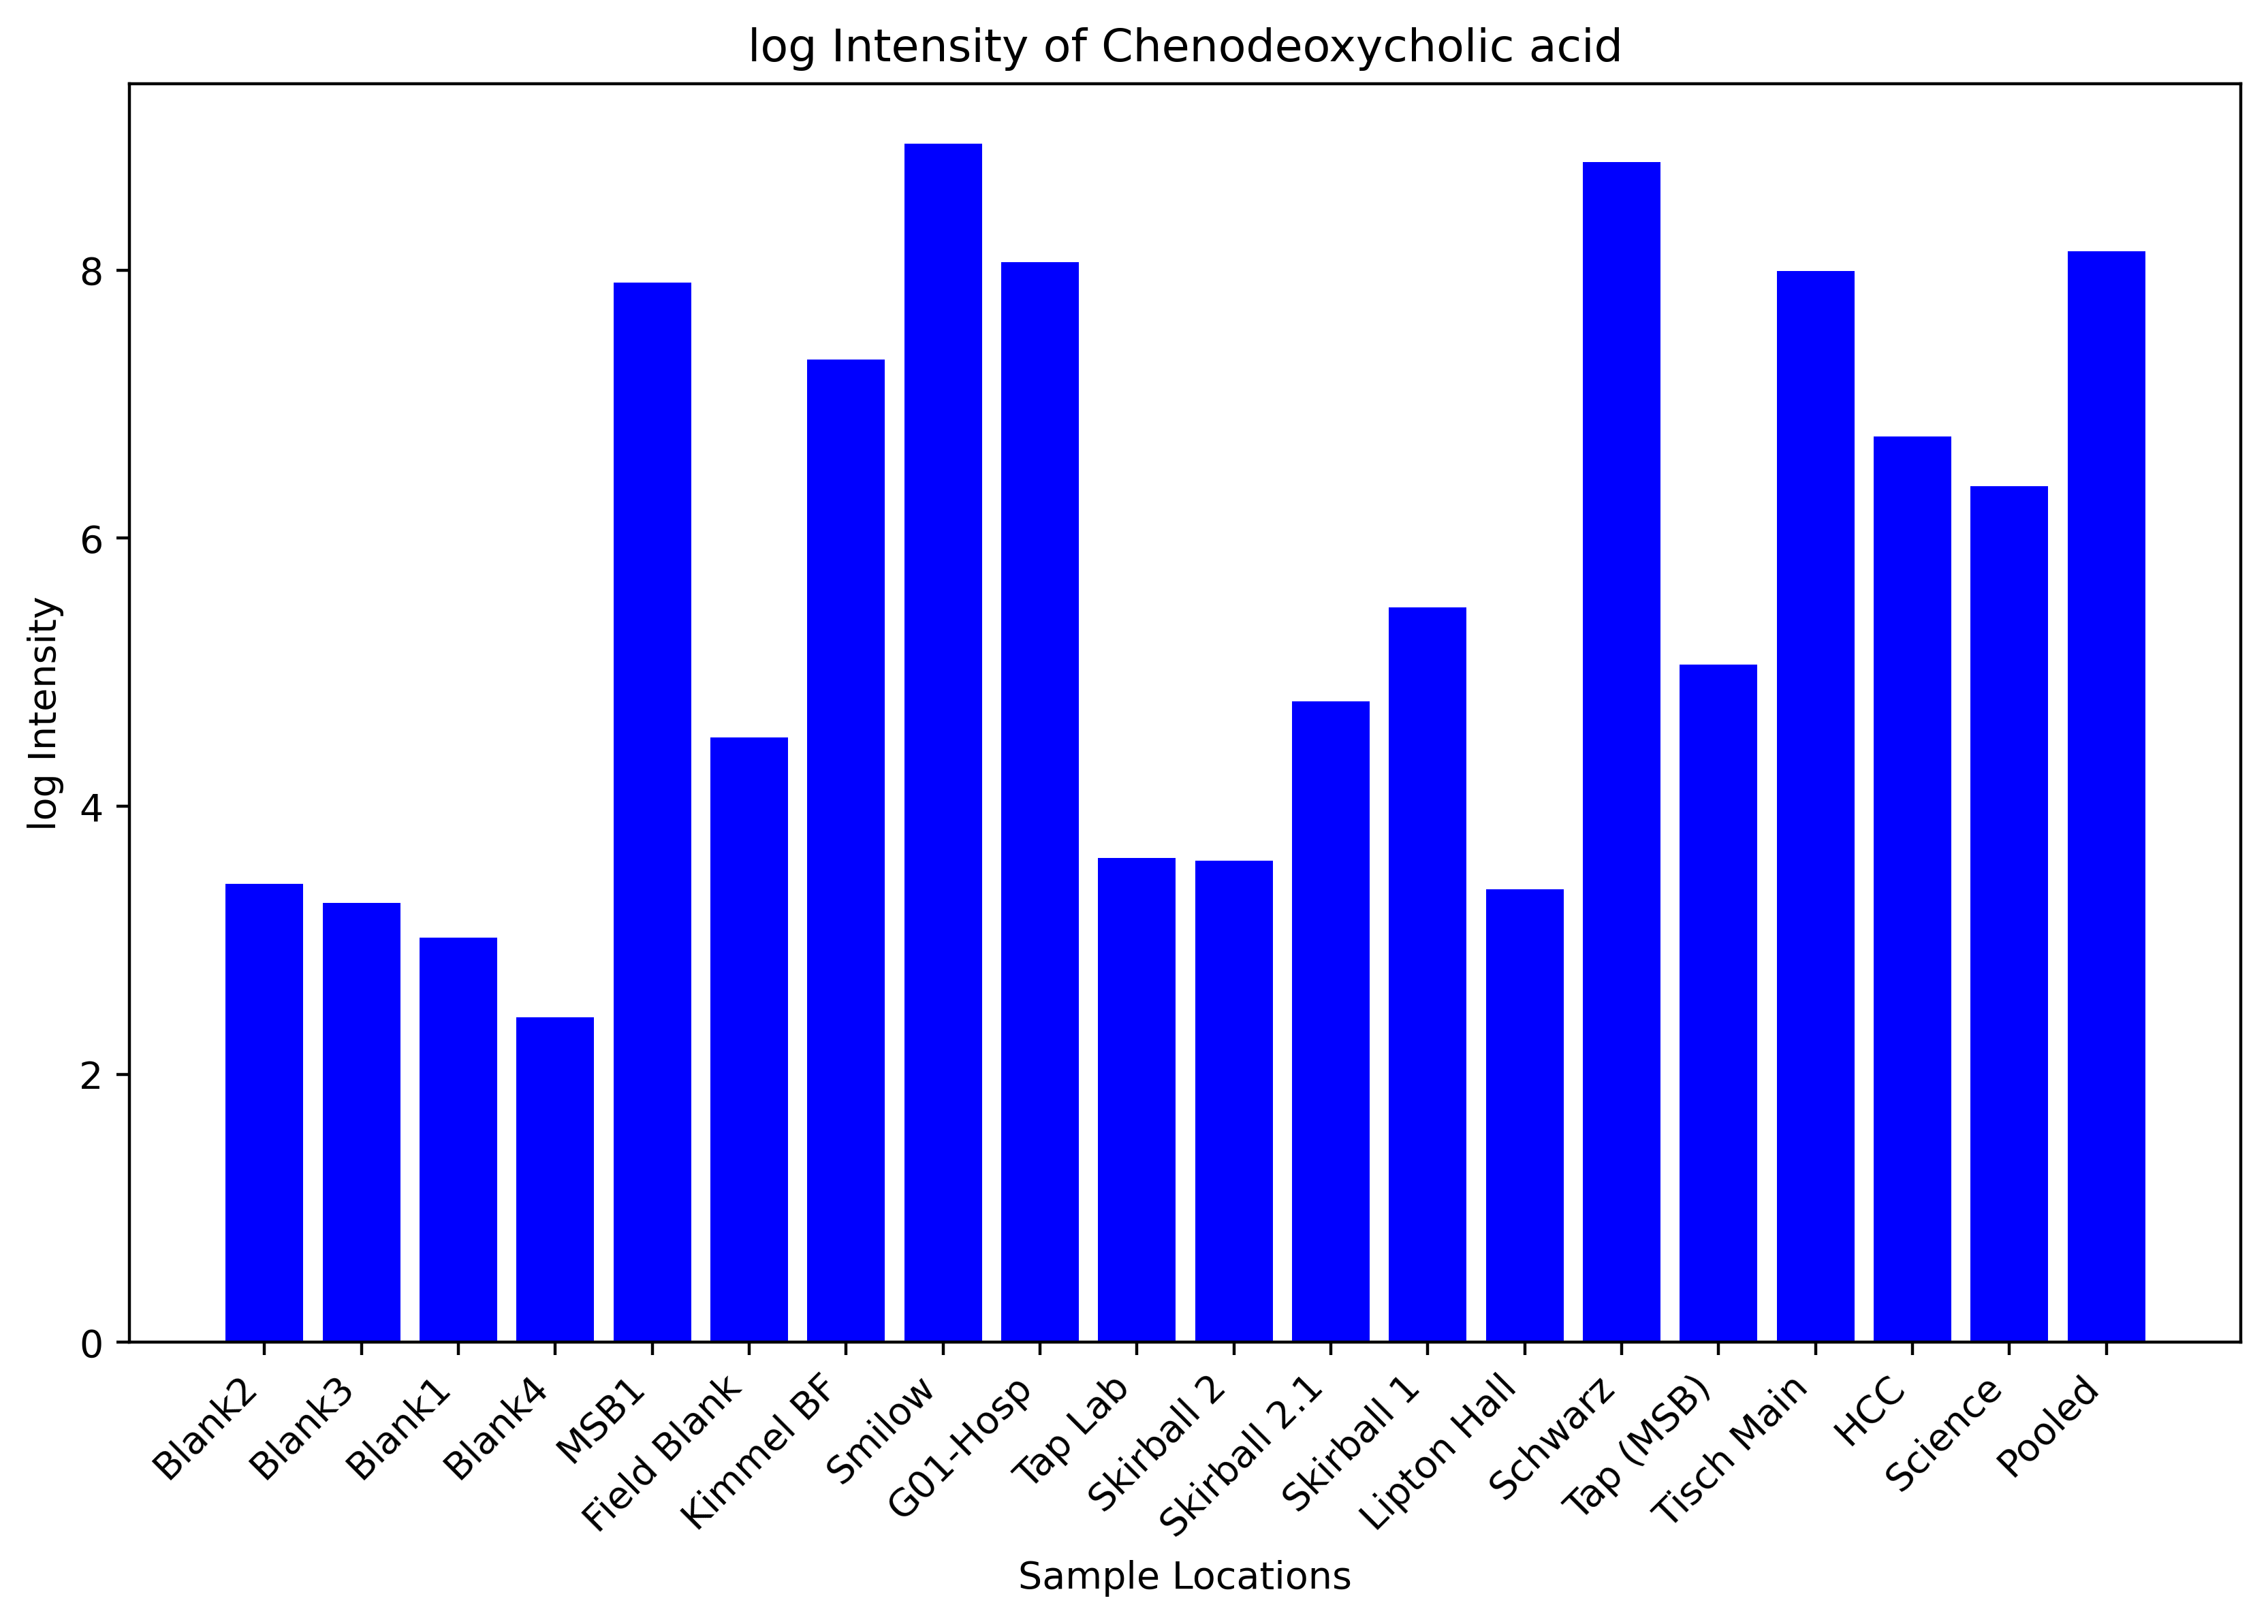 log Intensity of Chenodeoxycholic acid
log Intensity
8
6
4
2
0
Blank2
Blank3
Blank1
Blank4
MSB1
Field Blank
Kimmel BF
Smilow
G01-Hosp
Tap Lab
Skirball 2
Skirball 2.1
Skirball 1
Lipton Hall
Schwarz
Tap (MSB)
Tisch Main
HCC
Science
Pooled
Sample Locations